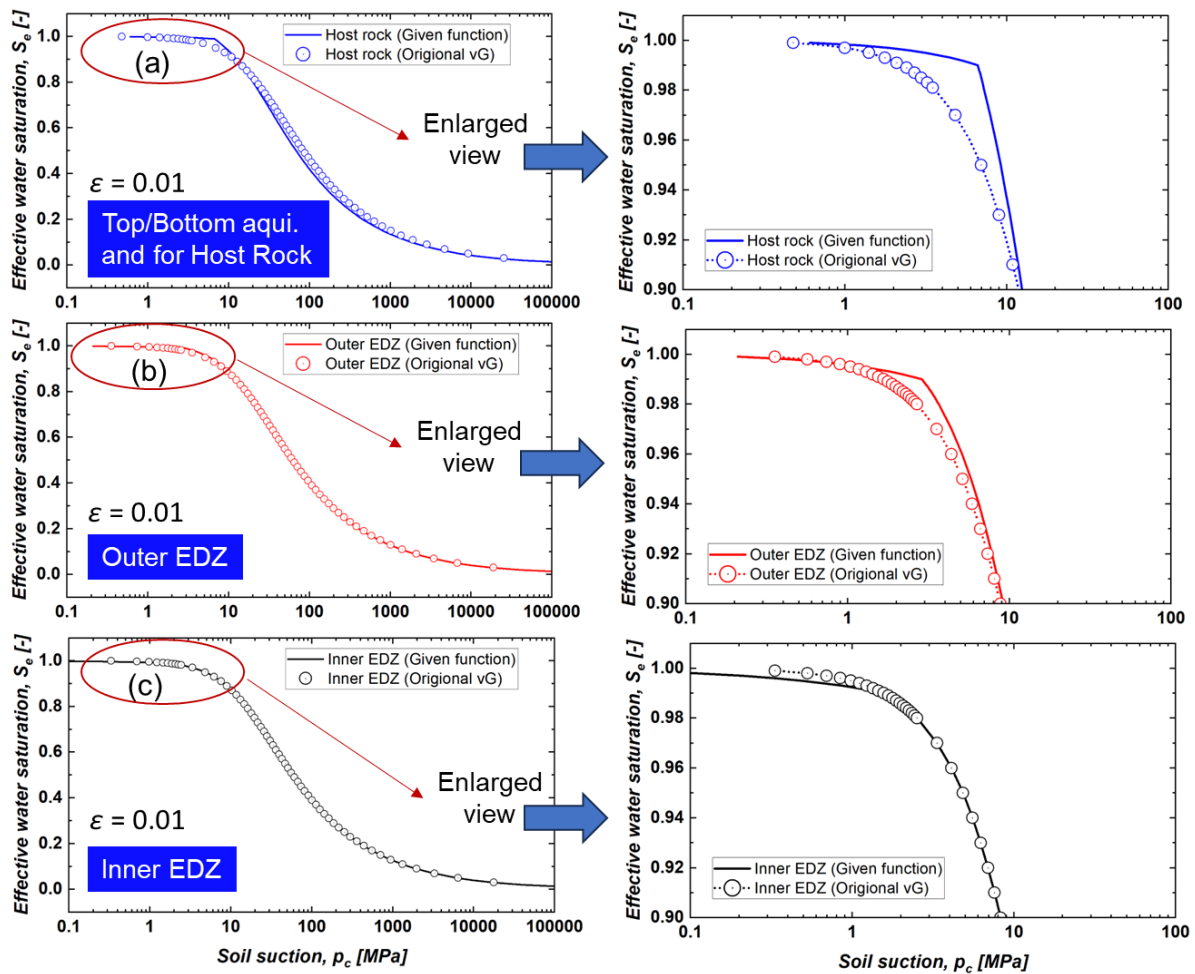 Effective water saturation, S_e [-]
1.0
0.8
0.6
0.4
0.2
0.0
0.1 1 10 100 1000 10000 100000
Host rock (Given function)
Host rock (Origional vG)
(a)
Enlarged
view
ε = 0.01
Top/Bottom aqui.
and for Host Rock
Effective water saturation, S_e [-]
1.00
0.98
0.96
0.94
0.92
0.90
0.1 1 10 100
Host rock (Given function)
Host rock (Origional vG)
Effective water saturation, S_e [-]
1.0
0.8
0.6
0.4
0.2
0.0
0.1 1 10 100 1000 10000 100000
Outer EDZ (Given function)
Outer EDZ (Origional vG)
(b)
Enlarged
view
ε = 0.01
Outer EDZ
Effective water saturation, S_e [-]
1.00
0.98
0.96
0.94
0.92
0.90
0.1 1 10 100
Outer EDZ (Given function)
Outer EDZ (Origional vG)
Effective water saturation, S_e [-]
1.0
0.8
0.6
0.4
0.2
0.0
0.1 1 10 100 1000 10000 100000
Soil suction, p_c [MPa]
Inner EDZ (Given function)
Inner EDZ (Origional vG)
(c)
Enlarged
view
ε = 0.01
Inner EDZ
Effective water saturation, S_e [-]
1.00
0.98
0.96
0.94
0.92
0.90
0.1 1 10 100
Soil suction, p_c [MPa]
Inner EDZ (Given function)
Inner EDZ (Origional vG)